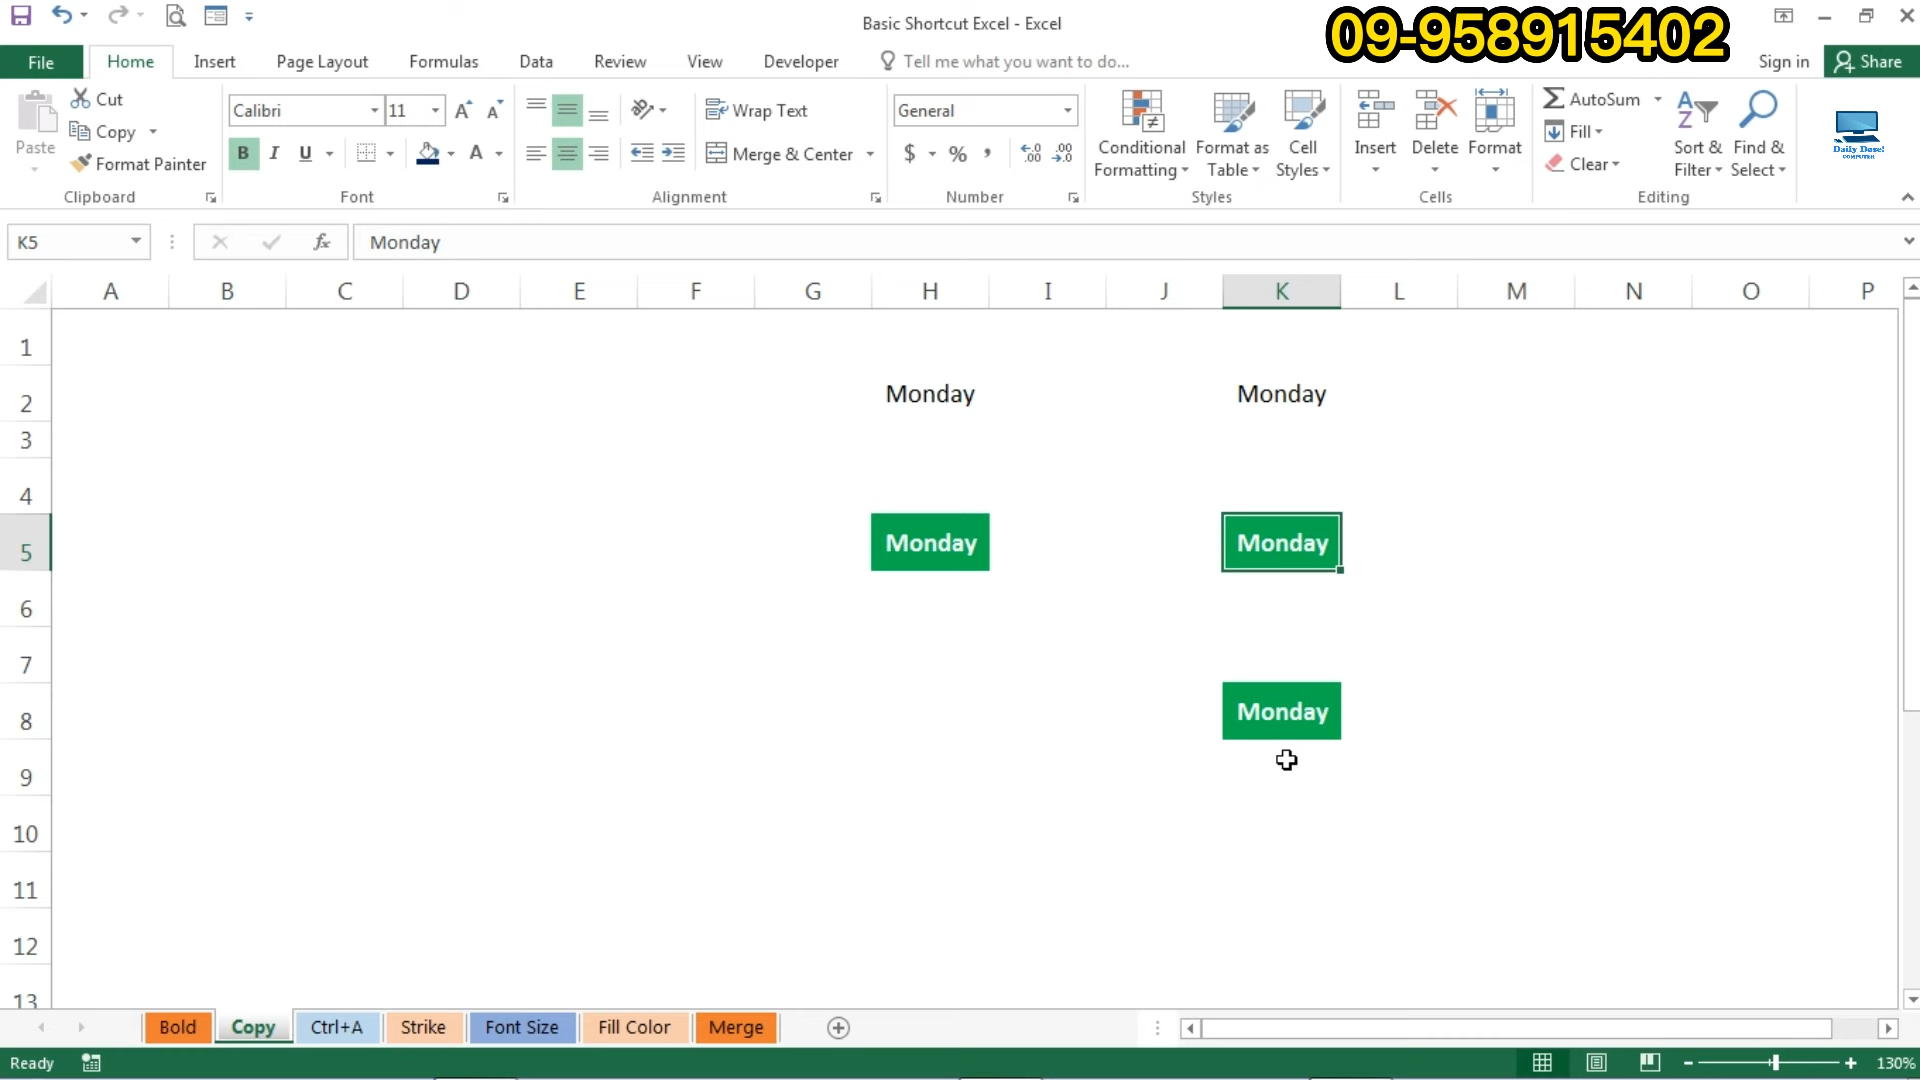 Basic Shortcut Excel - Excel
09-958915402
File Home Insert Page Layout Formulas Data Review View Developer Tell me what you want to do... Sign in Share
Paste
Cut
Copy
Format Painter
Clipboard
Calibri 11
B I U A
Font
Wrap Text
Merge & Center
Alignment
General
$ % ,
Number
Conditional Formatting
Format as Table
Cell Styles
Styles
Insert Delete Format
Cells
AutoSum
Fill
Clear
Sort & Filter
Find & Select
Editing
Daily Dose!
COMPUTER
K5 fx Monday
A B C D E F G H I J K L M N O P
1
2 Monday Monday
3
4
5 Monday Monday
6
7
8 Monday
9
10
11
12
13
Bold Copy Ctrl+A Strike Font Size Fill Color Merge
Ready 130%